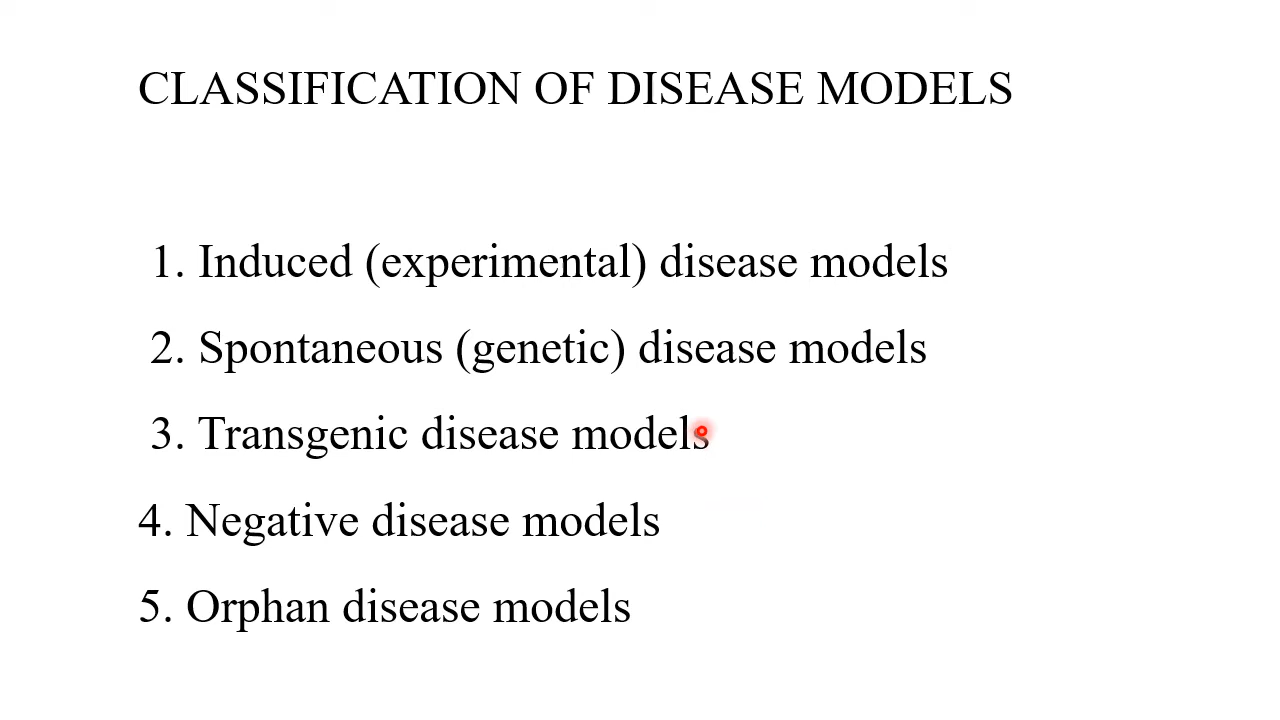 CLASSIFICATION OF DISEASE MODELS
1. Induced (experimental) disease models
2. Spontaneous (genetic) disease models
3. Transgenic disease models
4. Negative disease models
5. Orphan disease models